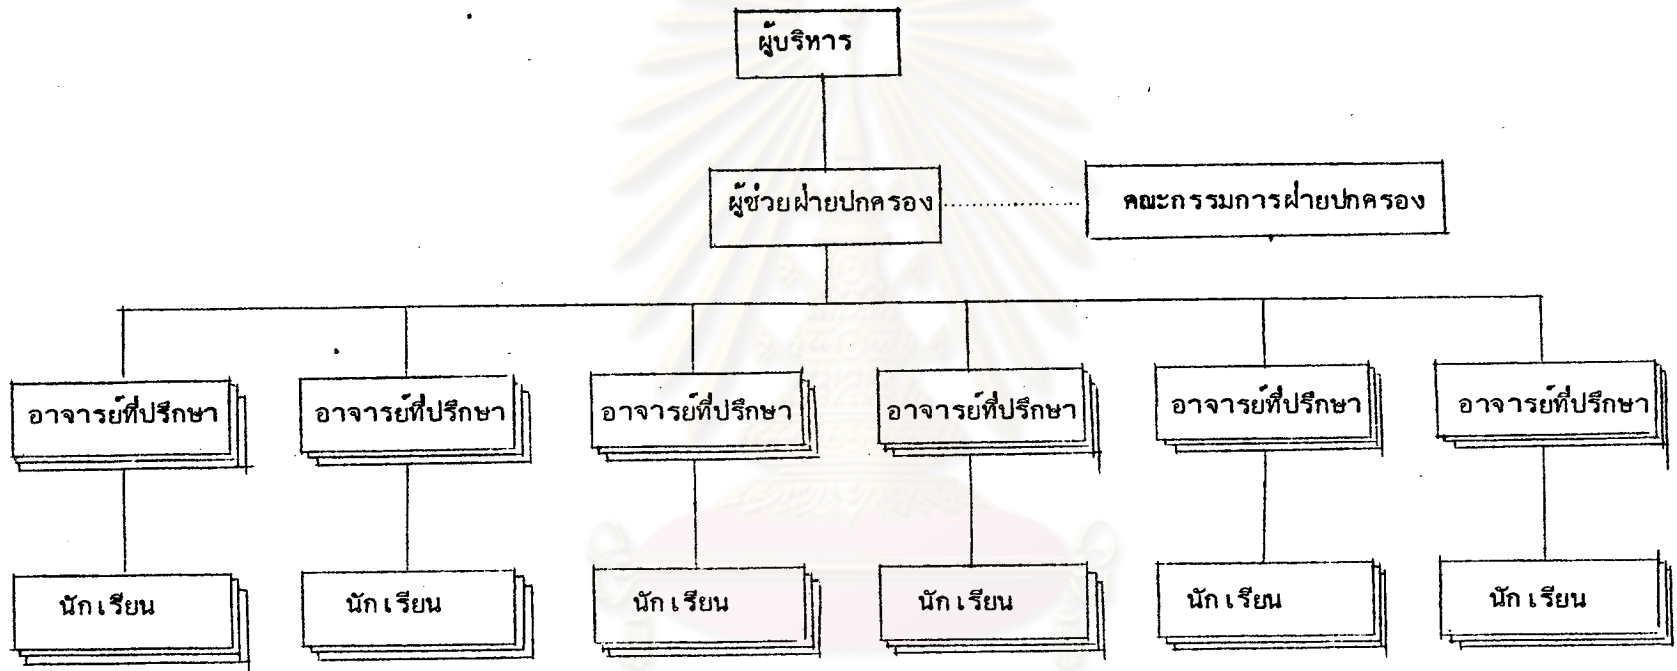 ผู้บริหาร
ผู้ช่วยฝ่ายปกครอง คณะกรรมการฝ่ายปกครอง
อาจารย์ที่ปรึกษา อาจารย์ที่ปรึกษา อาจารย์ที่ปรึกษา อาจารย์ที่ปรึกษา อาจารย์ที่ปรึกษา อาจารย์ที่ปรึกษา
นักเรียน นักเรียน นักเรียน นักเรียน นักเรียน นักเรียน